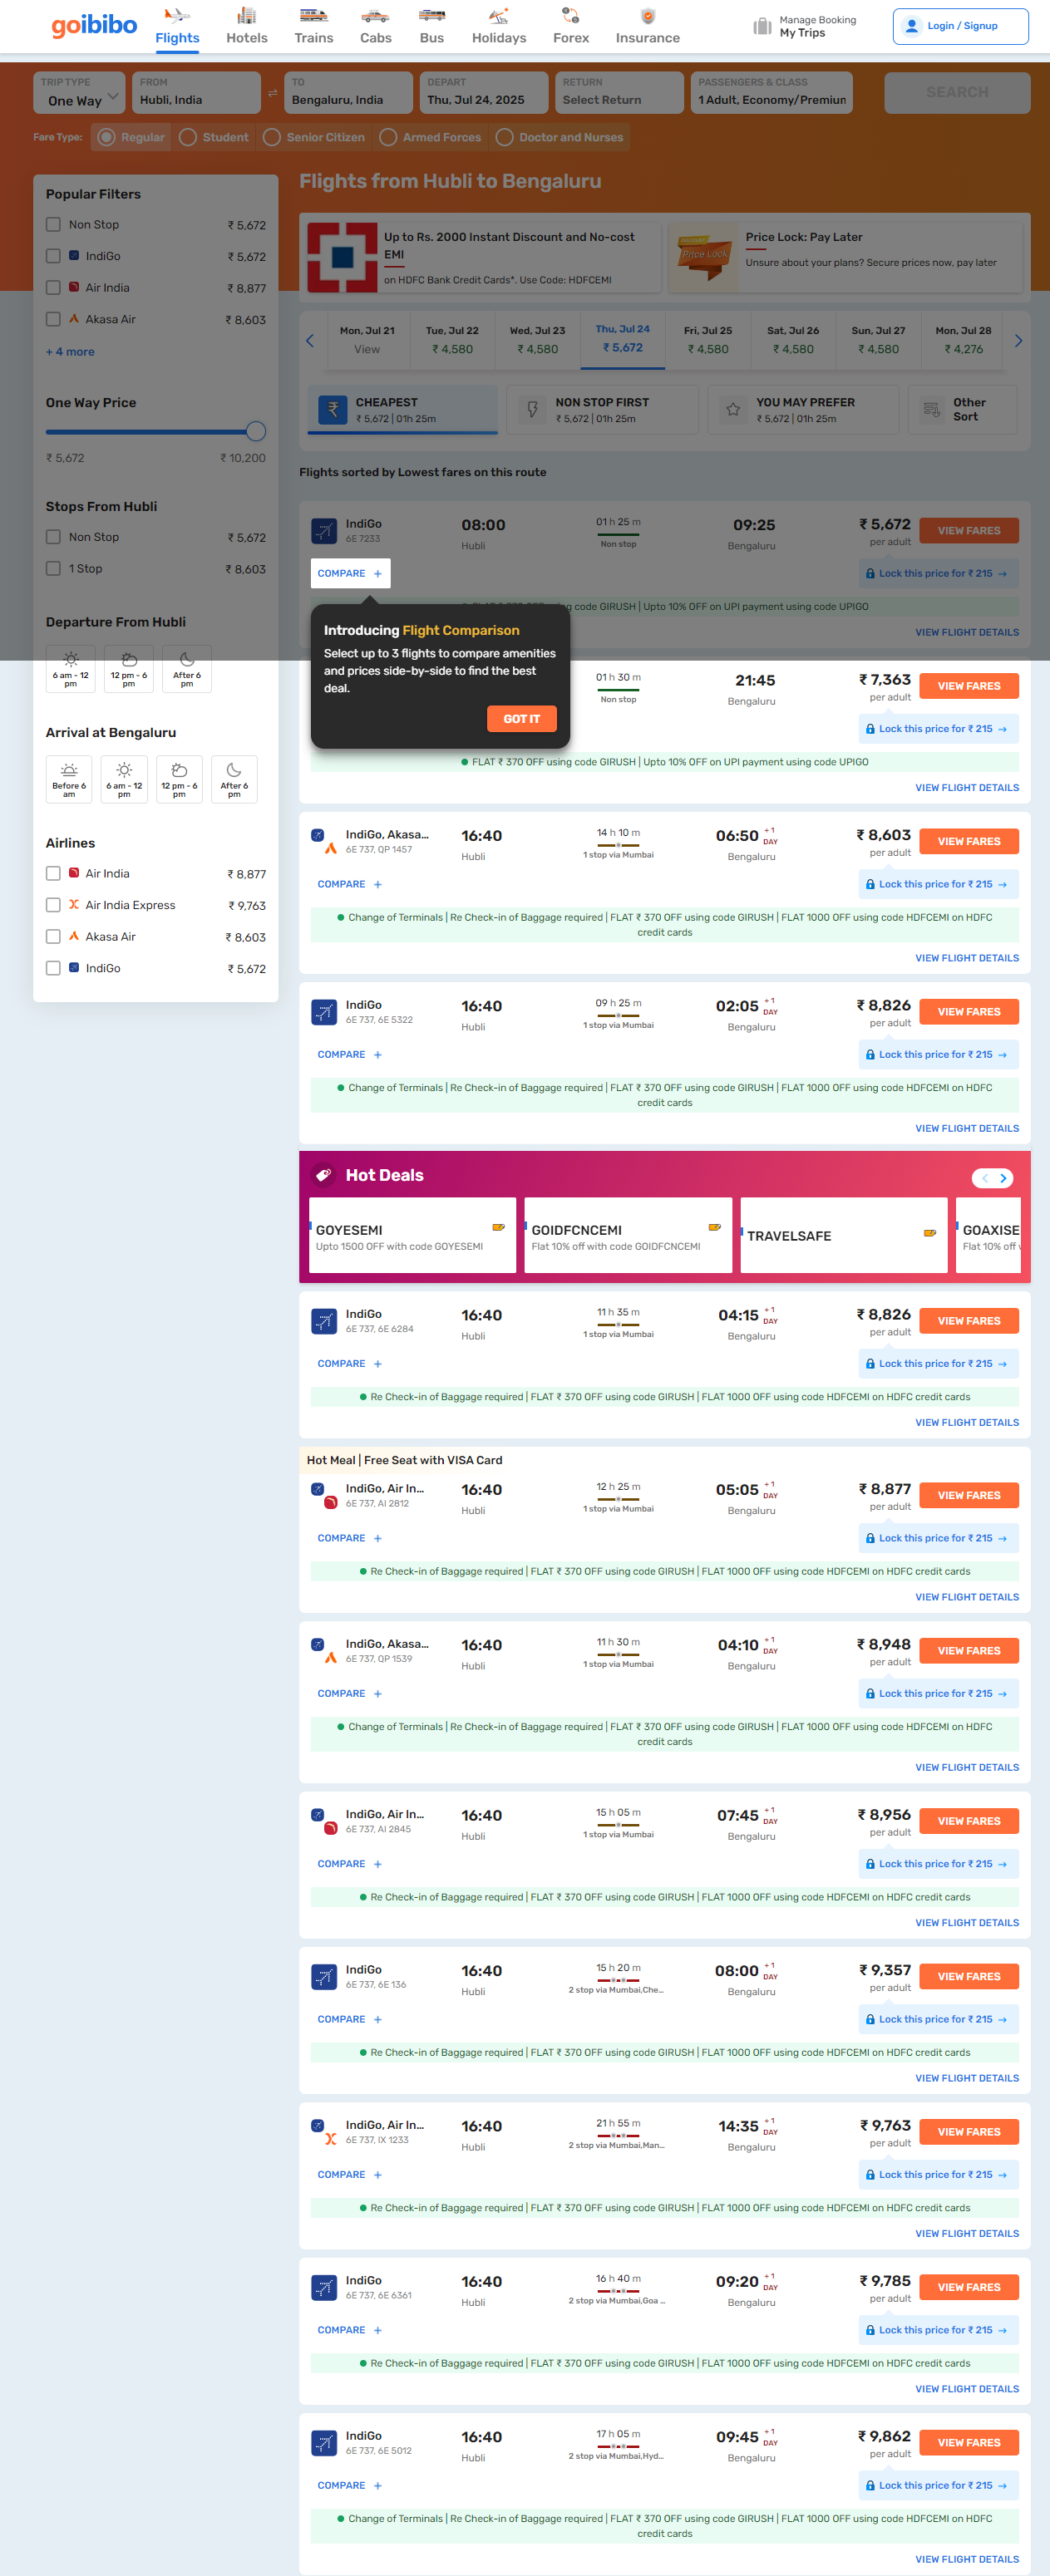 goibibo
Flights
Hotels
Trains
Cabs
Bus
Holidays
Forex
Insurance
Manage Booking
My Trips
Login / Signup
TRIP TYPE
One Way
FROM
Hubli, India
TO
Bengaluru, India
DEPART
Thu, Jul 24, 2025
RETURN
Select Return
PASSENGERS & CLASS
1 Adult, Economy/Premiun
SEARCH
Fare Type:
Regular
Student
Senior Citizen
Armed Forces
Doctor and Nurses
Popular Filters
Non Stop ₹ 5,672
IndiGo ₹ 5,672
Air India ₹ 8,877
Akasa Air ₹ 8,603
+ 4 more
One Way Price
₹ 5,672 ₹ 10,200
Stops From Hubli
Non Stop ₹ 5,672
1 Stop ₹ 8,603
Departure From Hubli
6 am - 12 pm
12 pm - 6 pm
After 6 pm
Arrival at Bengaluru
Before 6 am
6 am - 12 pm
12 pm - 6 pm
After 6 pm
Airlines
Air India ₹ 8,877
Air India Express ₹ 9,763
Akasa Air ₹ 8,603
IndiGo ₹ 5,672
Flights from Hubli to Bengaluru
Up to Rs. 2000 Instant Discount and No-cost
EMI
on HDFC Bank Credit Cards*. Use Code: HDFCEMI
Price Lock
Price Lock: Pay Later
Unsure about your plans? Secure prices now, pay later
Mon, Jul 21
View
Tue, Jul 22
₹ 4,580
Wed, Jul 23
₹ 4,580
Thu, Jul 24
₹ 5,672
Fri, Jul 25
₹ 4,580
Sat, Jul 26
₹ 4,580
Sun, Jul 27
₹ 4,580
Mon, Jul 28
₹ 4,276
CHEAPEST
₹ 5,672 | 01h 25m
NON STOP FIRST
₹ 5,672 | 01h 25m
YOU MAY PREFER
₹ 5,672 | 01h 25m
Other
Sort
Flights sorted by Lowest fares on this route
IndiGo 08:00 01 h 25 m 09:25 ₹ 5,672 VIEW FARES
6E 7233 Hubli Non stop Bengaluru per adult
COMPARE + Lock this price for ₹ 215 →
g code GIRUSH | Upto 10% OFF on UPI payment using code UPIGO
VIEW FLIGHT DETAILS
Introducing Flight Comparison
Select up to 3 flights to compare amenities
and prices side-by-side to find the best
deal.
GOT IT
01 h 30 m 21:45 ₹ 7,363 VIEW FARES
Non stop Bengaluru per adult
Lock this price for ₹ 215 →
FLAT ₹ 370 OFF using code GIRUSH | Upto 10% OFF on UPI payment using code UPIGO
VIEW FLIGHT DETAILS
IndiGo, Akasa... 16:40 14 h 10 m 06:50 +1 DAY ₹ 8,603 VIEW FARES
6E 737, QP 1457 Hubli 1 stop via Mumbai Bengaluru per adult
COMPARE + Lock this price for ₹ 215 →
Change of Terminals | Re Check-in of Baggage required | FLAT ₹ 370 OFF using code GIRUSH | FLAT 1000 OFF using code HDFCEMI on HDFC
credit cards
VIEW FLIGHT DETAILS
IndiGo 16:40 09 h 25 m 02:05 +1 DAY ₹ 8,826 VIEW FARES
6E 737, 6E 5322 Hubli 1 stop via Mumbai Bengaluru per adult
COMPARE + Lock this price for ₹ 215 →
Change of Terminals | Re Check-in of Baggage required | FLAT ₹ 370 OFF using code GIRUSH | FLAT 1000 OFF using code HDFCEMI on HDFC
credit cards
VIEW FLIGHT DETAILS
Hot Deals
GOYESEMI
Upto 1500 OFF with code GOYESEMI
GOIDFCNCEMI
Flat 10% off with code GOIDFCNCEMI
TRAVELSAFE
GOAXISE
Flat 10% off
IndiGo 16:40 11 h 35 m 04:15 +1 DAY ₹ 8,826 VIEW FARES
6E 737, 6E 6284 Hubli 1 stop via Mumbai Bengaluru per adult
COMPARE + Lock this price for ₹ 215 →
Re Check-in of Baggage required | FLAT ₹ 370 OFF using code GIRUSH | FLAT 1000 OFF using code HDFCEMI on HDFC credit cards
VIEW FLIGHT DETAILS
Hot Meal | Free Seat with VISA Card
IndiGo, Air In... 16:40 12 h 25 m 05:05 +1 DAY ₹ 8,877 VIEW FARES
6E 737, AI 2812 Hubli 1 stop via Mumbai Bengaluru per adult
COMPARE + Lock this price for ₹ 215 →
Re Check-in of Baggage required | FLAT ₹ 370 OFF using code GIRUSH | FLAT 1000 OFF using code HDFCEMI on HDFC credit cards
VIEW FLIGHT DETAILS
IndiGo, Akasa... 16:40 11 h 30 m 04:10 +1 DAY ₹ 8,948 VIEW FARES
6E 737, QP 1539 Hubli 1 stop via Mumbai Bengaluru per adult
COMPARE + Lock this price for ₹ 215 →
Change of Terminals | Re Check-in of Baggage required | FLAT ₹ 370 OFF using code GIRUSH | FLAT 1000 OFF using code HDFCEMI on HDFC
credit cards
VIEW FLIGHT DETAILS
IndiGo, Air In... 16:40 15 h 05 m 07:45 +1 DAY ₹ 8,956 VIEW FARES
6E 737, AI 2845 Hubli 1 stop via Mumbai Bengaluru per adult
COMPARE + Lock this price for ₹ 215 →
Re Check-in of Baggage required | FLAT ₹ 370 OFF using code GIRUSH | FLAT 1000 OFF using code HDFCEMI on HDFC credit cards
VIEW FLIGHT DETAILS
IndiGo 16:40 15 h 20 m 08:00 +1 DAY ₹ 9,357 VIEW FARES
6E 737, 6E 136 Hubli 2 stop via Mumbai,Che... Bengaluru per adult
COMPARE + Lock this price for ₹ 215 →
Re Check-in of Baggage required | FLAT ₹ 370 OFF using code GIRUSH | FLAT 1000 OFF using code HDFCEMI on HDFC credit cards
VIEW FLIGHT DETAILS
IndiGo, Air In... 16:40 21 h 55 m 14:35 +1 DAY ₹ 9,763 VIEW FARES
6E 737, IX 1233 Hubli 2 stop via Mumbai,Man... Bengaluru per adult
COMPARE + Lock this price for ₹ 215 →
Re Check-in of Baggage required | FLAT ₹ 370 OFF using code GIRUSH | FLAT 1000 OFF using code HDFCEMI on HDFC credit cards
VIEW FLIGHT DETAILS
IndiGo 16:40 16 h 40 m 09:20 +1 DAY ₹ 9,785 VIEW FARES
6E 737, 6E 6361 Hubli 2 stop via Mumbai,Goa ... Bengaluru per adult
COMPARE + Lock this price for ₹ 215 →
Re Check-in of Baggage required | FLAT ₹ 370 OFF using code GIRUSH | FLAT 1000 OFF using code HDFCEMI on HDFC credit cards
VIEW FLIGHT DETAILS
IndiGo 16:40 17 h 05 m 09:45 +1 DAY ₹ 9,862 VIEW FARES
6E 737, 6E 5012 Hubli 2 stop via Mumbai,Hyd... Bengaluru per adult
COMPARE + Lock this price for ₹ 215 →
Change of Terminals | Re Check-in of Baggage required | FLAT ₹ 370 OFF using code GIRUSH | FLAT 1000 OFF using code HDFCEMI on HDFC
credit cards
VIEW FLIGHT DETAILS